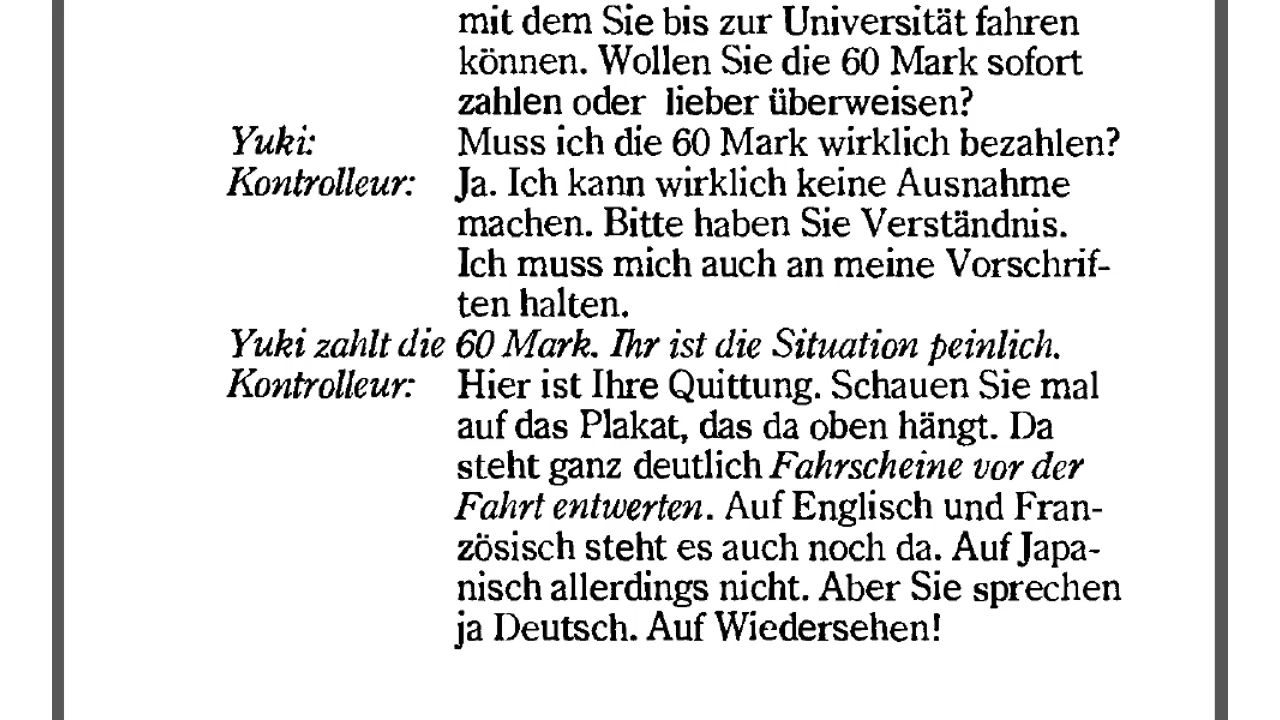 mit dem Sie bis zur Universität fahren
können. Wollen Sie die 60 Mark sofort
zahlen oder lieber überweisen?
Yuki: Muss ich die 60 Mark wirklich bezahlen?
Kontrolleur: Ja. Ich kann wirklich keine Ausnahme
machen. Bitte haben Sie Verständnis.
Ich muss mich auch an meine Vorschrif-
ten halten.
Yuki zahlt die 60 Mark. Ihr ist die Situation peinlich.
Kontrolleur: Hier ist Ihre Quittung. Schauen Sie mal
auf das Plakat, das da oben hängt. Da
steht ganz deutlich Fahrscheine vor der
Fahrt entwerten. Auf Englisch und Fran-
zösisch steht es auch noch da. Auf Japa-
nisch allerdings nicht. Aber Sie sprechen
ja Deutsch. Auf Wiedersehen!